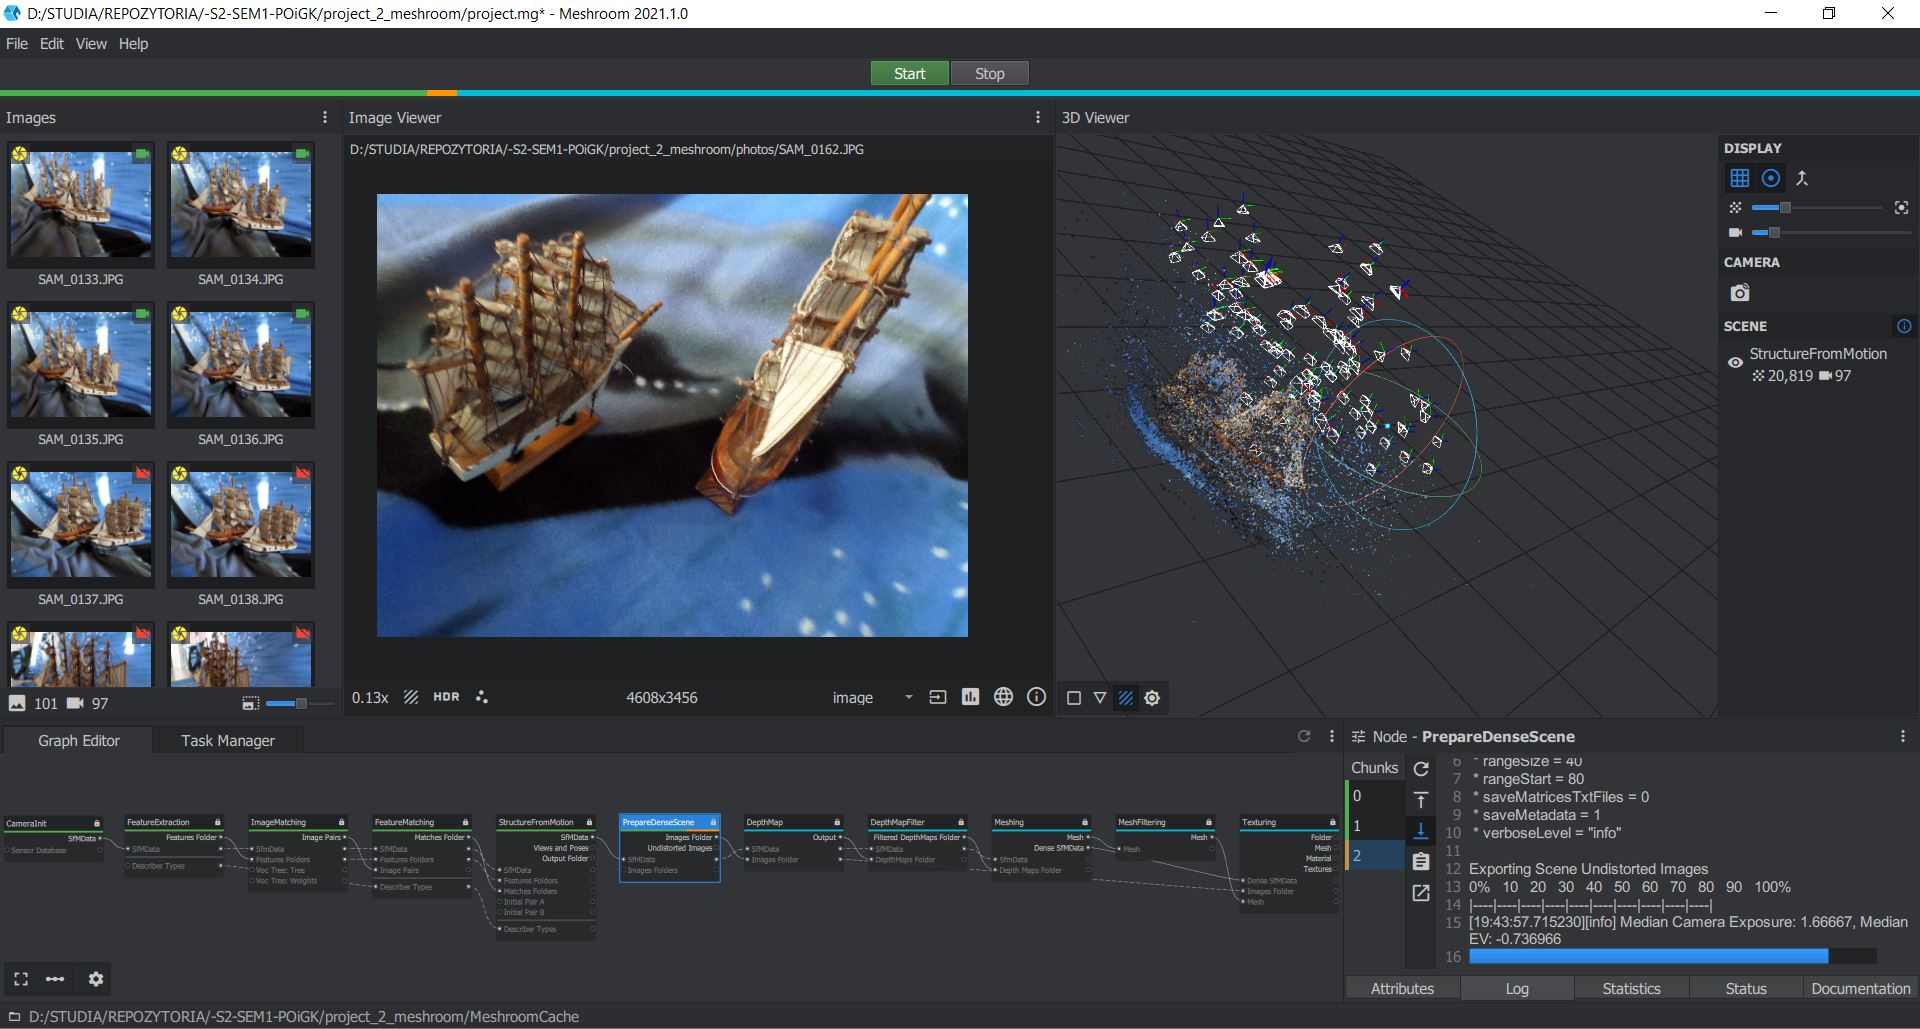 D:/STUDIA/REPOZYTORIA/-S2-SEM1-POiGK/project_2_meshroom/project.mg* - Meshroom 2021.1.0
File Edit View Help
Start Stop
Images
SAM_0133.JPG SAM_0134.JPG
SAM_0135.JPG SAM_0136.JPG
SAM_0137.JPG SAM_0138.JPG
101 97
Image Viewer
D:/STUDIA/REPOZYTORIA/-S2-SEM1-POiGK/project_2_meshroom/photos/SAM_0162.JPG
0.13x HDR 4608x3456 image
3D Viewer
DISPLAY
CAMERA
SCENE
StructureFromMotion
20,819 97
Graph Editor Task Manager
CameraInit
SfMData
Sensor Database
FeatureExtraction
Features Folder
SfMData
Describer Types
ImageMatching
Image Pairs
SfmData
Features Folders
Voc Tree: Tree
Voc Tree: Weights
FeatureMatching
Matches Folder
SfMData
Features Folders
Image Pairs
Describer Types
StructureFromMotion
SfMData
Views and Poses
Output Folder
SfMData
Features Folders
Matches Folders
Initial Pair A
Initial Pair B
Describer Types
PrepareDenseScene
Images Folder
Undistorted Images
SfMData
Images Folders
DepthMap
Output
SfMData
Images Folder
DepthMapFilter
Filtered DepthMaps Folder
SfMData
DepthMaps Folder
Meshing
Mesh
Dense SfMData
SfmData
Depth Maps Folder
MeshFiltering
Mesh
Mesh
Texturing
Folder
Mesh
Material
Textures
Dense SfMData
Images Folder
Mesh
Node - PrepareDenseScene
Chunks
0
1
2
6 * rangeSize = 40
7 * rangeStart = 80
8 * saveMatricesTxtFiles = 0
9 * saveMetadata = 1
10 * verboseLevel = "info"
11
12 Exporting Scene Undistorted Images
13 0% 10 20 30 40 50 60 70 80 90 100%
14 |----|----|----|----|----|----|----|----|----|----|
15 [19:43:57.715230][info] Median Camera Exposure: 1.66667, Median
EV: -0.736966
16
Attributes Log Statistics Status Documentation
D:/STUDIA/REPOZYTORIA/-S2-SEM1-POiGK/project_2_meshroom/MeshroomCache